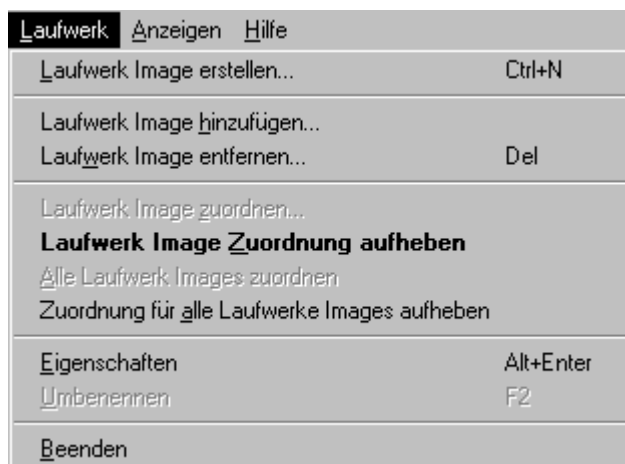 Laufwerk Anzeigen Hilfe
Laufwerk Image erstellen... Ctrl+N
Laufwerk Image hinzufügen...
Laufwerk Image entfernen... Del
Laufwerk Image zuordnen...
Laufwerk Image Zuordnung aufheben
Alle Laufwerk Images zuordnen
Zuordnung für alle Laufwerke Images aufheben
Eigenschaften Alt+Enter
Umbenennen F2
Beenden